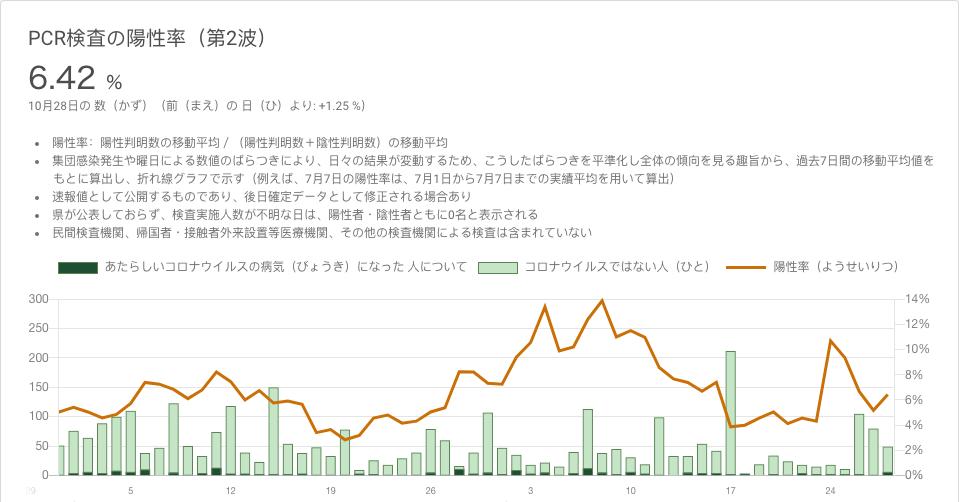 PCR検査の陽性率（第2波）
6.42 %
10月28日の 数（かず）（前（まえ）の 日（ひ）より: +1.25 %）
• 陽性率：陽性判明数の移動平均 / （陽性判明数＋陰性判明数）の移動平均
• 集団感染発生や曜日による数値のばらつきにより、日々の結果が変動するため、こうしたばらつきを平準化し全体の傾向を見る趣旨から、過去7日間の移動平均値を
もとに算出し、折れ線グラフで示す（例えば、7月7日の陽性率は、7月1日から7月7日までの実績平均を用いて算出）
• 速報値として公開するものであり、後日確定データとして修正される場合あり
• 県が公表しておらず、検査実施人数が不明な日は、陽性者・陰性者ともに0名と表示される
• 民間検査機関、帰国者・接触者外来設置等医療機関、その他の検査機関による検査は含まれていない
あたらしいコロナウイルスの病気（びょうき）になった 人について コロナウイルスではない人（ひと） 陽性率（ようせいりつ）
300 14%
12%
250
10%
200
8%
150
6%
100
4%
50
2%
0 0%
29 5 12 19 26 3 10 17 24